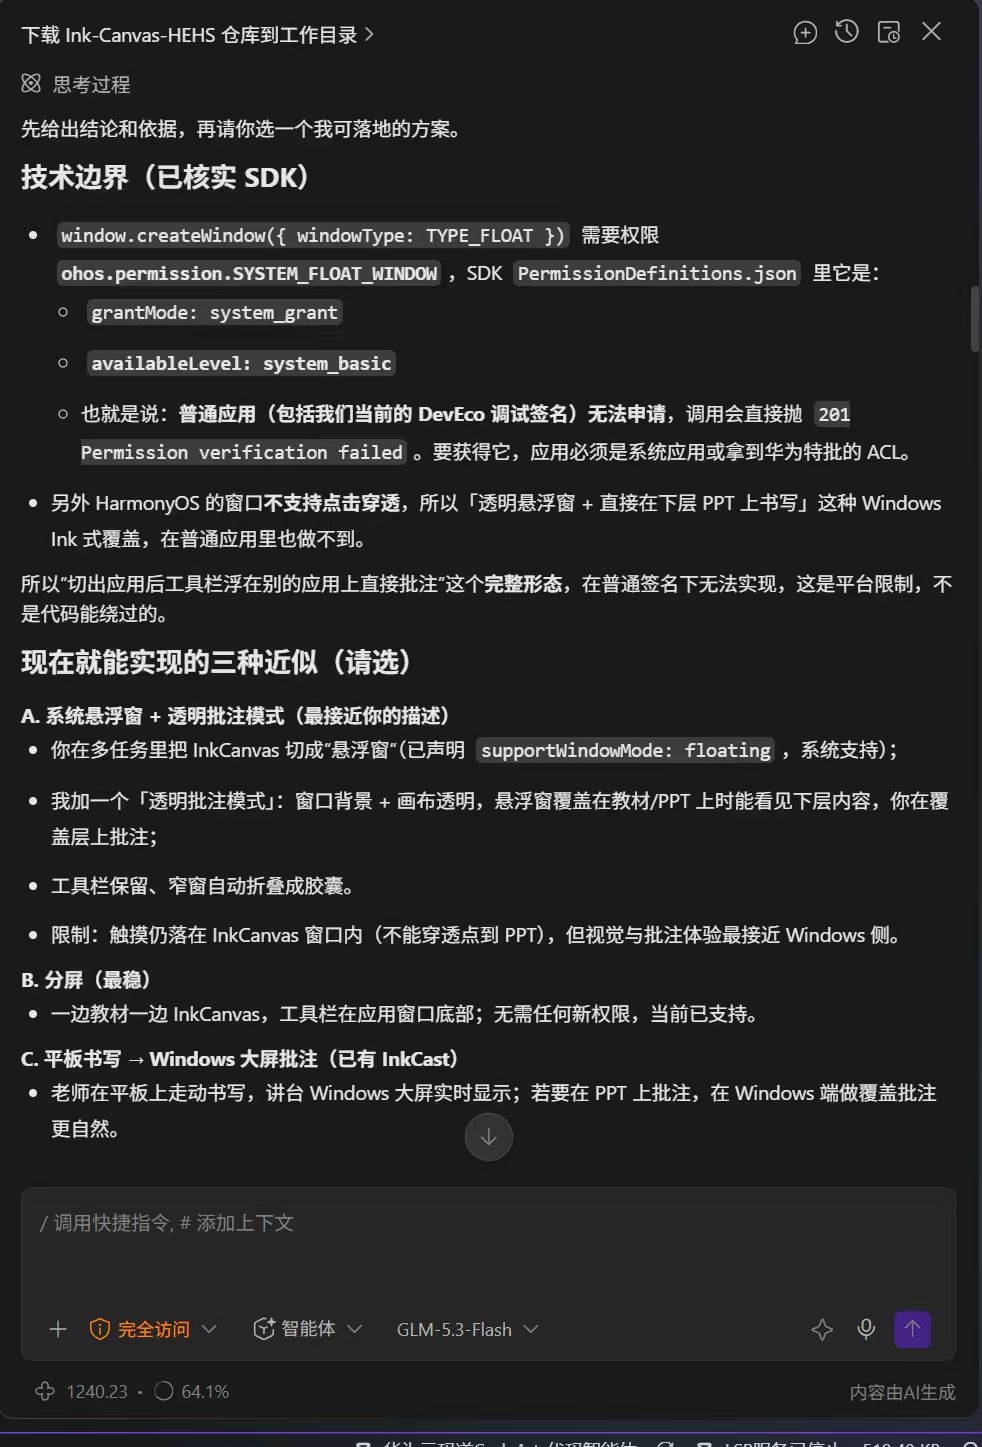 下载 Ink-Canvas-HEHS 仓库到工作目录 >
思考过程
先给出结论和依据，再请你选一个我可落地的方案。
技术边界（已核实 SDK）
window.createWindow({ windowType: TYPE_FLOAT }) 需要权限
ohos.permission.SYSTEM_FLOAT_WINDOW ，SDK PermissionDefinitions.json 里它是：
grantMode: system_grant
availableLevel: system_basic
也就是说：普通应用（包括我们当前的 DevEco 调试签名）无法申请，调用会直接抛 201
Permission verification failed 。要获得它，应用必须是系统应用或拿到华为特批的 ACL。
另外 HarmonyOS 的窗口不支持点击穿透，所以「透明悬浮窗 + 直接在下层 PPT 上书写」这种 Windows
Ink 式覆盖，在普通应用里也做不到。
所以“切出应用后工具栏浮在别的应用上直接批注”这个完整形态，在普通签名下无法实现，这是平台限制，不
是代码能绕过的。
现在就能实现的三种近似（请选）
A. 系统悬浮窗 + 透明批注模式（最接近你的描述）
你在多任务里把 InkCanvas 切成“悬浮窗”（已声明 supportWindowMode: floating ，系统支持）；
我加一个「透明批注模式」：窗口背景 + 画布透明，悬浮窗覆盖在教材/PPT 上时能看见下层内容，你在覆
盖层上批注；
工具栏保留、窄窗自动折叠成胶囊。
限制：触摸仍落在 InkCanvas 窗口内（不能穿透点到 PPT），但视觉与批注体验最接近 Windows 侧。
B. 分屏（最稳）
一边教材一边 InkCanvas，工具栏在应用窗口底部；无需任何新权限，当前已支持。
C. 平板书写 → Windows 大屏批注（已有 InkCast）
老师在平板上走动书写，讲台 Windows 大屏实时显示；若要在 PPT 上批注，在 Windows 端做覆盖批注
更自然。
/ 调用快捷指令, # 添加上下文
完全访问 智能体 GLM-5.3-Flash
1240.23 · 64.1% 内容由AI生成